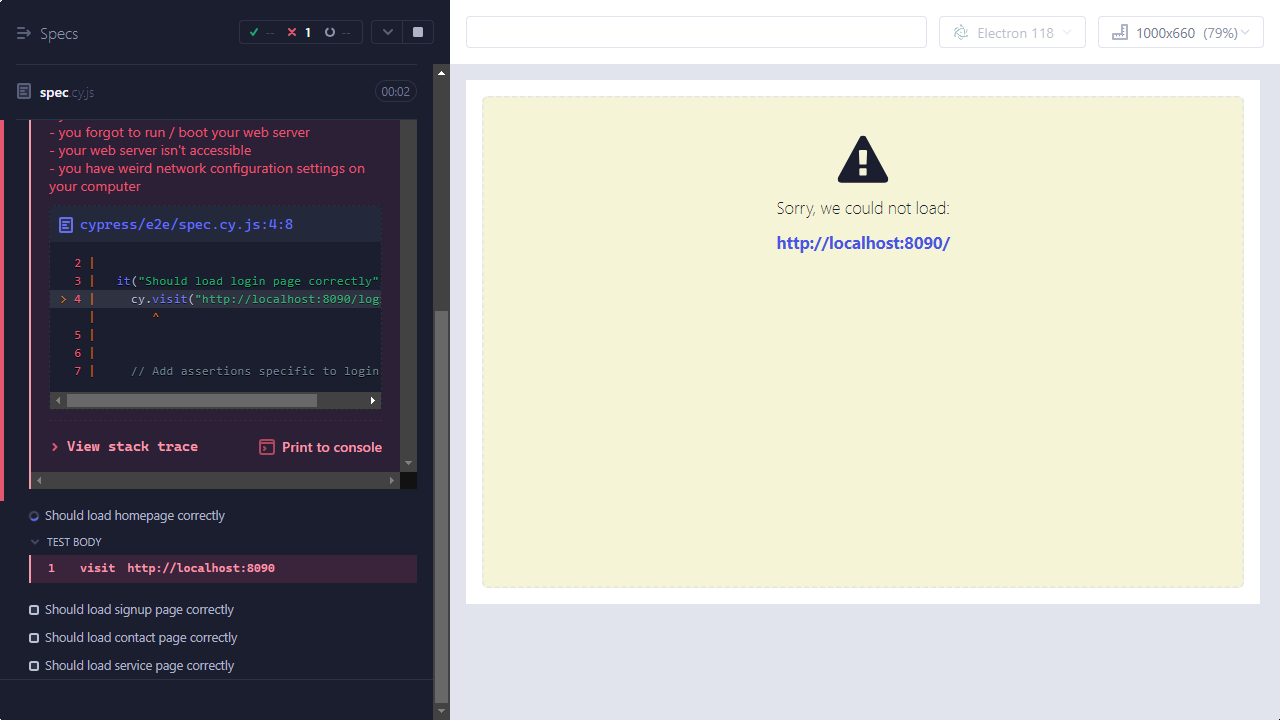 Specs
--
1
--
Electron 118
1000x660 (79%)
spec.cy.js
00:02
- you forgot to run / boot your web server
- your web server isn't accessible
- you have weird network configuration settings on
your computer
cypress/e2e/spec.cy.js:4:8
2 |
3 | it("Should load login page correctly"
> 4 | cy.visit("http://localhost:8090/log
| ^
5 |
6 |
7 | // Add assertions specific to login
View stack trace
Print to console
Should load homepage correctly
TEST BODY
1 visit http://localhost:8090
Should load signup page correctly
Should load contact page correctly
Should load service page correctly
Sorry, we could not load:
http://localhost:8090/